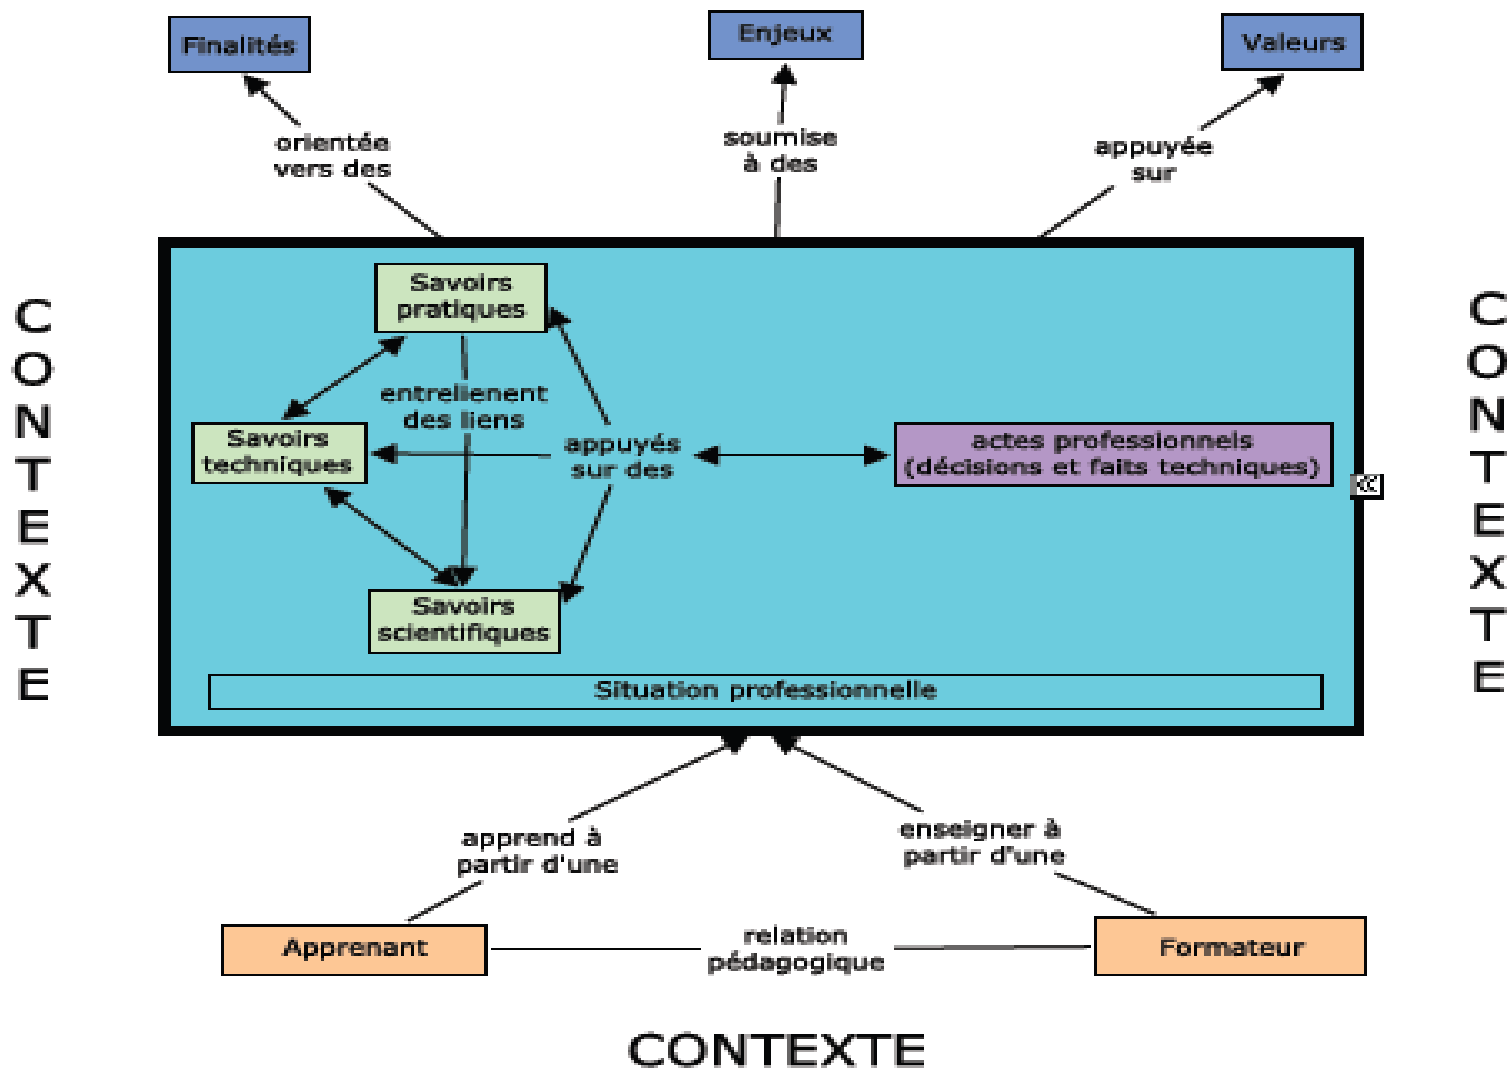 Finalités
Enjeux
Valeurs
orientée
vers des
soumise
à des
appuyée
sur
CONTEXTE
CONTEXTE
Savoirs
pratiques
entrelienent
des liens
Savoirs
techniques
appuyés
sur des
actes professionnels
(décisions et faits techniques)
Savoirs
scientifiques
Situation professionnelle
apprend à
partir d'une
enseigner à
partir d'une
Apprenant
relation
pédagogique
Formateur
CONTEXTE